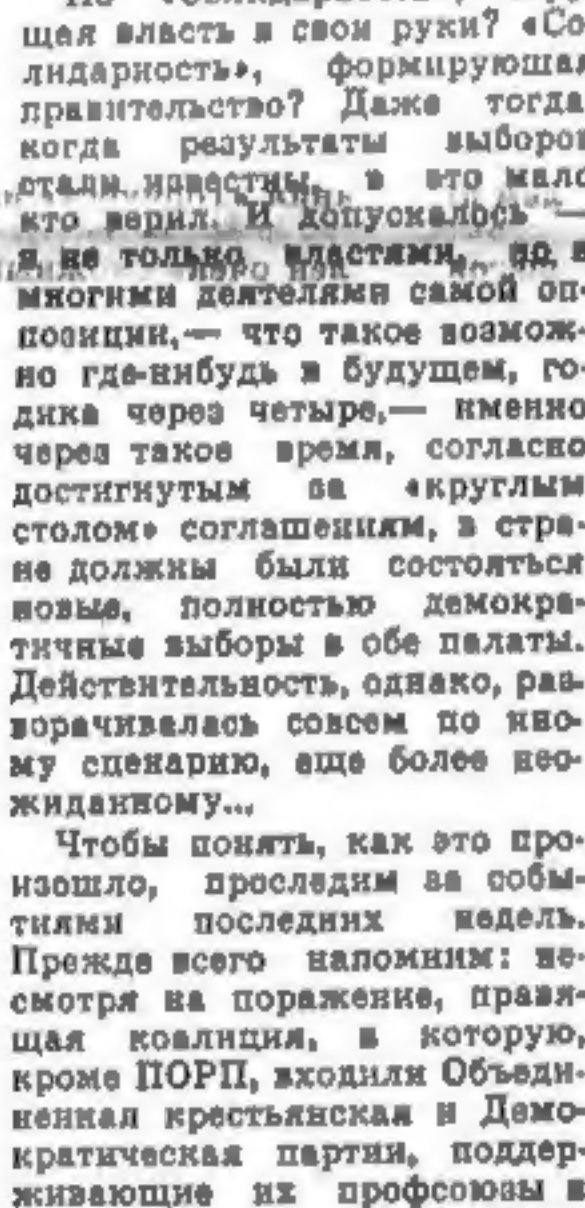 щая власть в свои руки? «Со-
лидарность», формирующая
правительство? Даже тогда,
когда результаты выборов
стали известны, в это мало
кто верил. И допускалось —
и не только властями, но и
многими деятелями самой оп-
позиции,— что такое возмож-
но где-нибудь в будущем, го-
дика через четыре,— именно
через такое время, согласно
достигнутым за «круглым
столом» соглашениям, в стра-
не должны были состояться
новые, полностью демокра-
тичные выборы в обе палаты.
Действительность, однако, раз-
ворачивалась совсем по ино-
му сценарию, еще более нео-
жиданному...
Чтобы понять, как это про-
изошло, проследим за собы-
тиями последних недель.
Прежде всего напомним: не-
смотря на поражение, правя-
щая коалиция, в которую,
кроме ПОРП, входили Объеди-
ненная крестьянская и Демо-
кратическая партии, поддер-
живающие их профсоюзы и